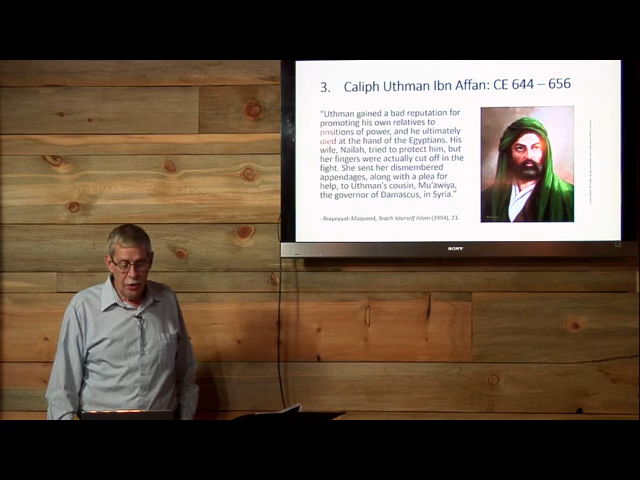 3. Caliph Uthman Ibn Affan: CE 644 – 656
"Uthman gained a bad reputation for
promoting his own relatives to
positions of power, and he ultimately
died at the hand of the Egyptians. His
wife, Nailah, tried to protect him, but
her fingers were actually cut off in the
fight. She sent her dismembered
appendages, along with a plea for
help, to Uthman's cousin, Mu'awiya,
the governor of Damascus, in Syria."
- Ruqaiyyah Maqsood, Teach Yourself Islam (1994), 23.
SONY